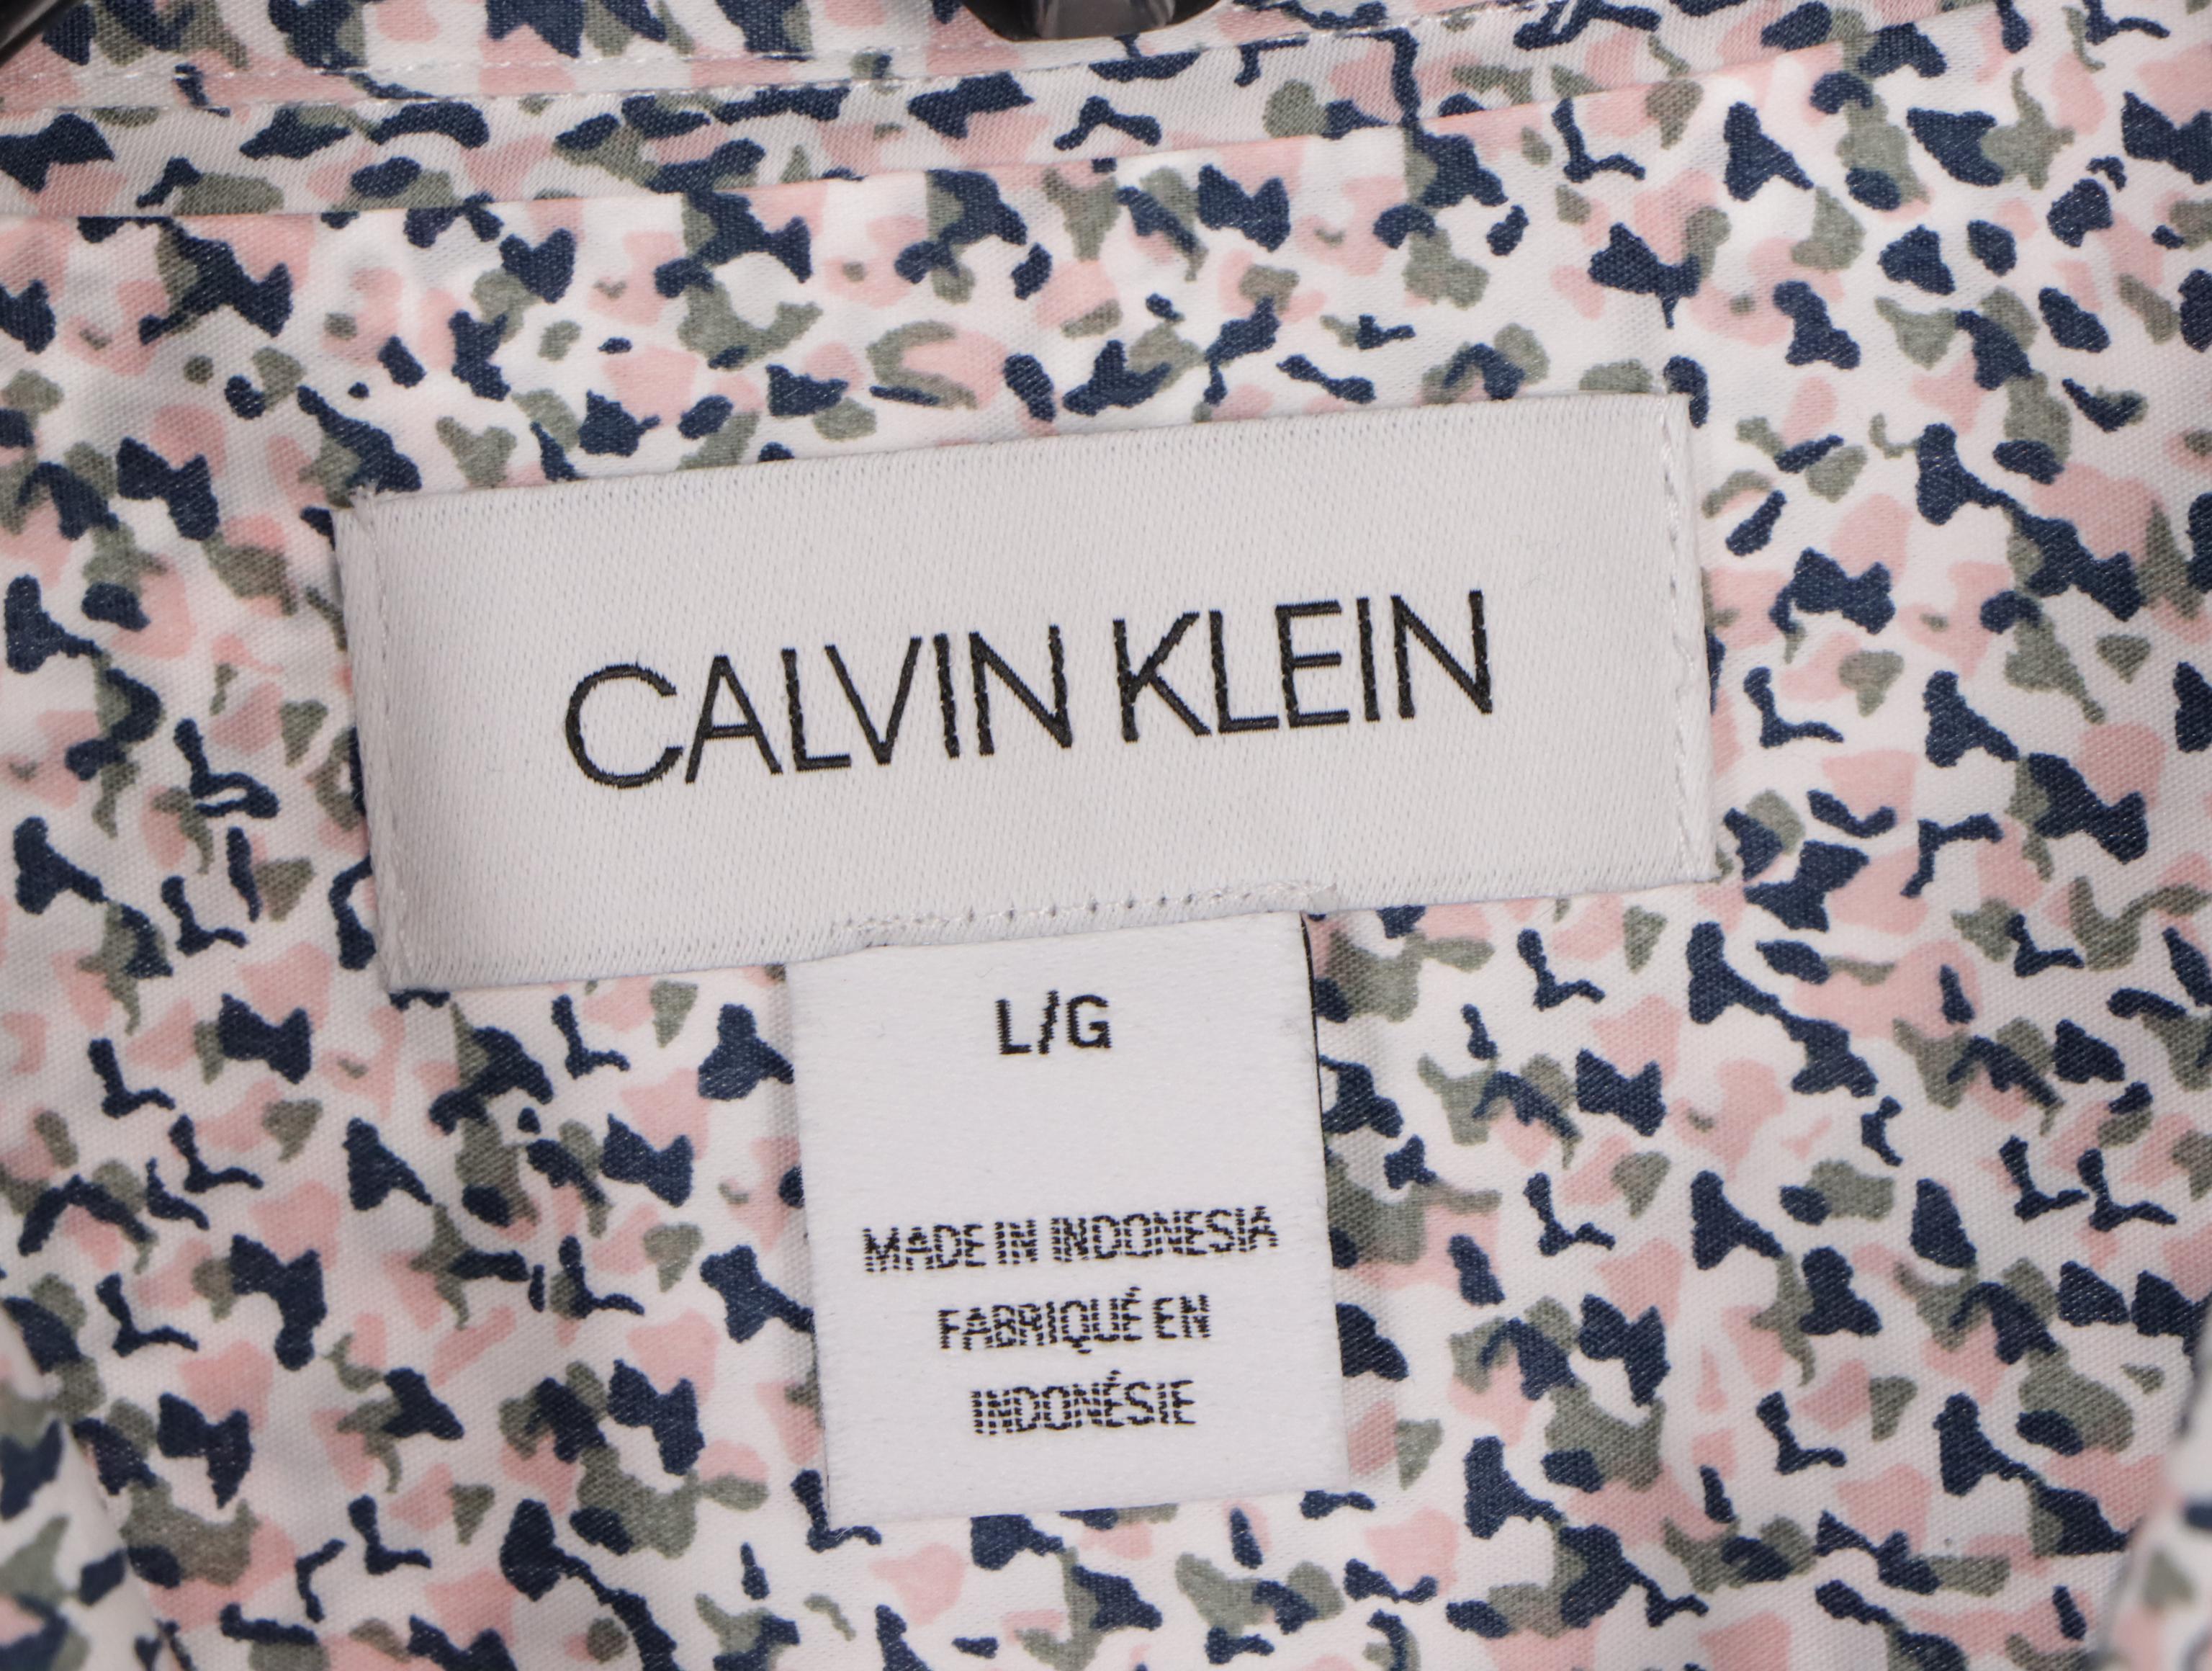 CALVIN KLEIN
L/G
MADE IN INDONESIA
FABRIQUÉ EN
INDONÉSIE